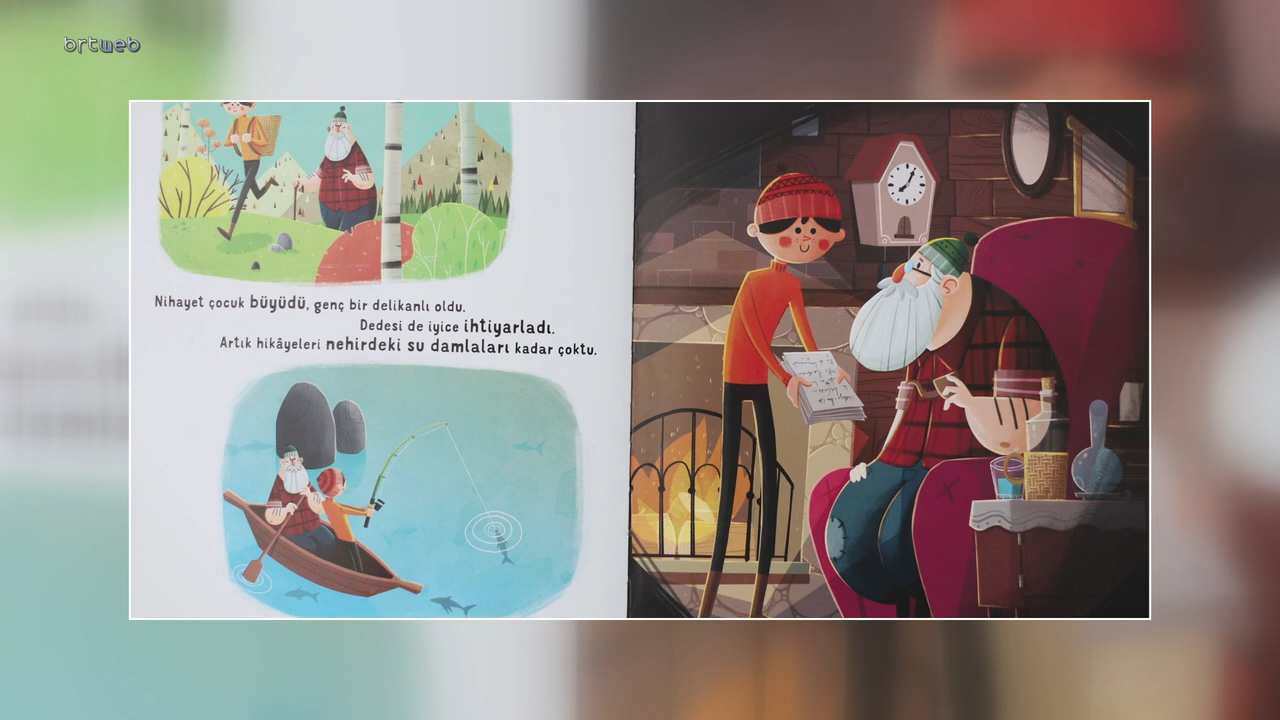 brtweb
Nihayet çocuk büyüdü, genç bir delikanlı oldu.
Dedesi de iyice ihtiyarladı.
Artık hikâyeleri nehirdeki su damlaları kadar çoktu.